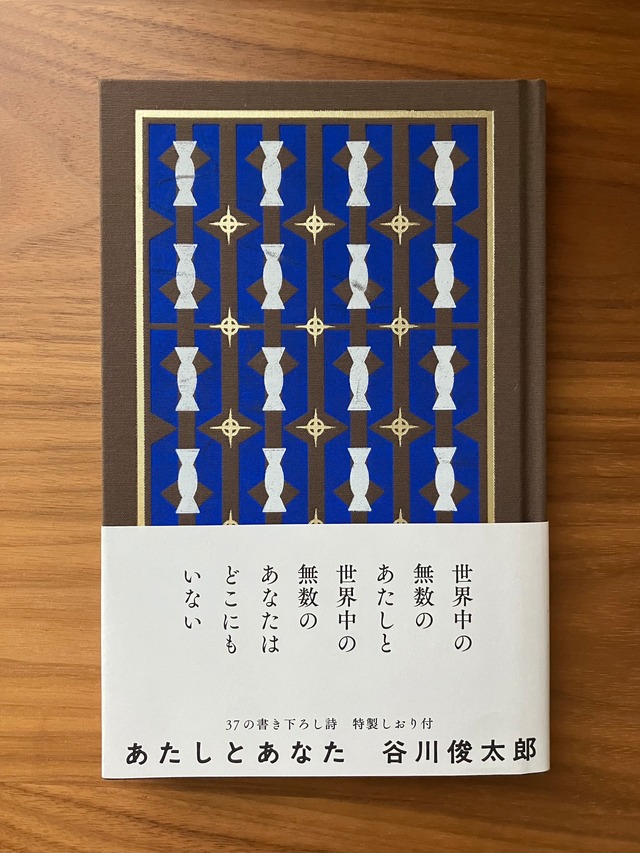 世界中の
無数の
あたしと
世界中の
無数の
あなたは
どこにも
いない
37の書き下ろし詩　特製しおり付
あたしとあなた　谷川俊太郎